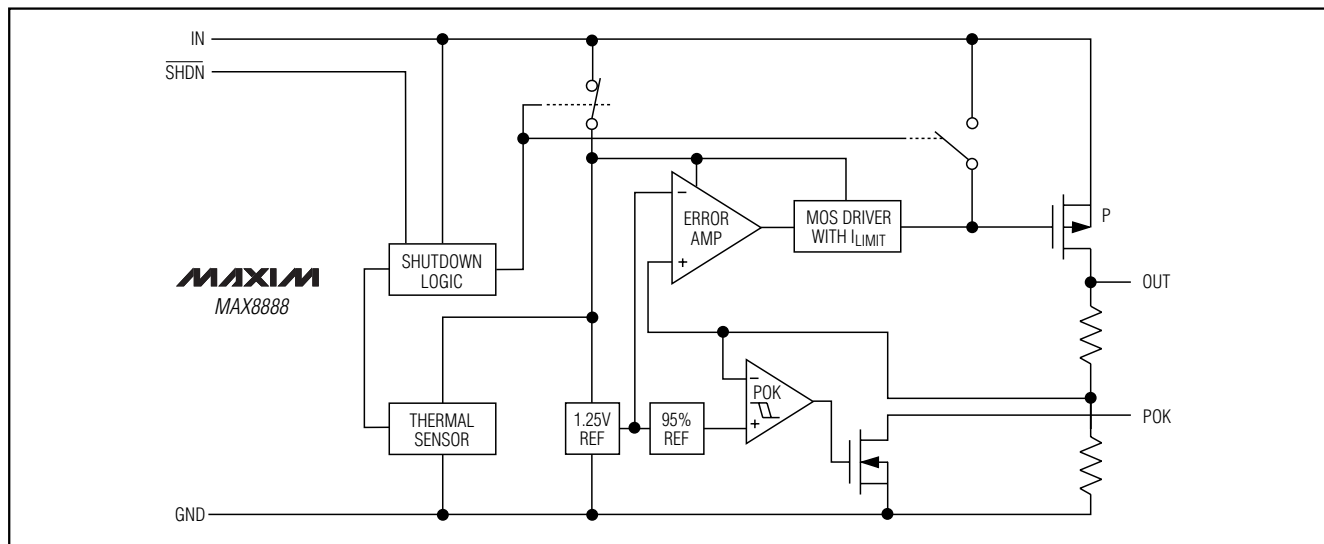 IN
SHDN
ERROR
AMP
MOS DRIVER
WITH ILIMIT
P
SHUTDOWN
LOGIC
MAXIM
MAX8888
OUT
THERMAL
SENSOR
1.25V
REF
95%
REF
POK
POK
GND
−
+
−
+